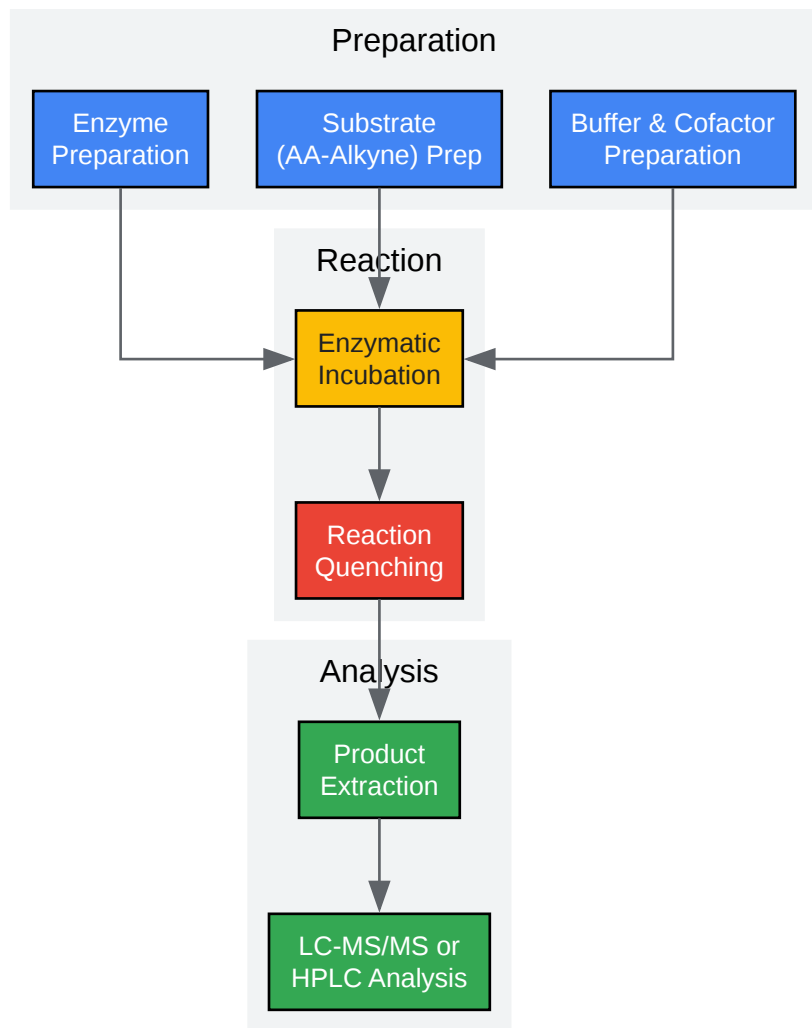 Preparation
Enzyme
Preparation
Substrate
(AA-Alkyne) Prep
Buffer & Cofactor
Preparation
Reaction
Enzymatic
Incubation
Reaction
Quenching
Analysis
Product
Extraction
LC-MS/MS or
HPLC Analysis